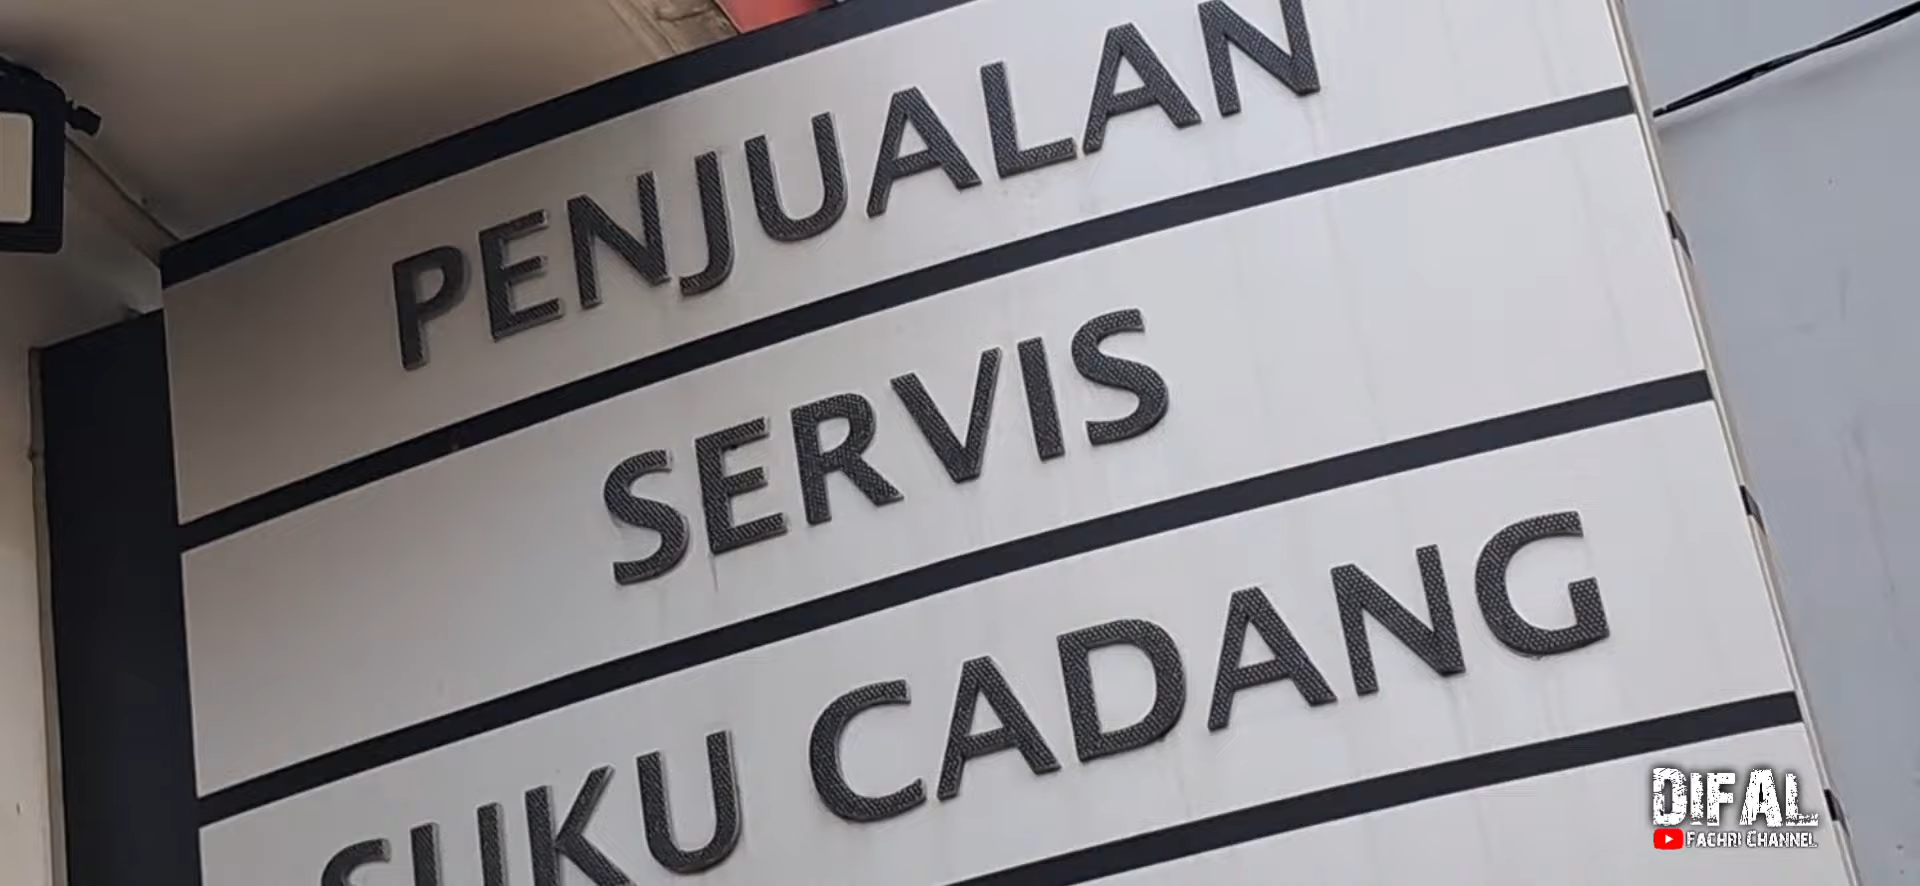 PENJUALAN
SERVIS
SUKU CADANG
DIFAL
FACHRI CHANNEL